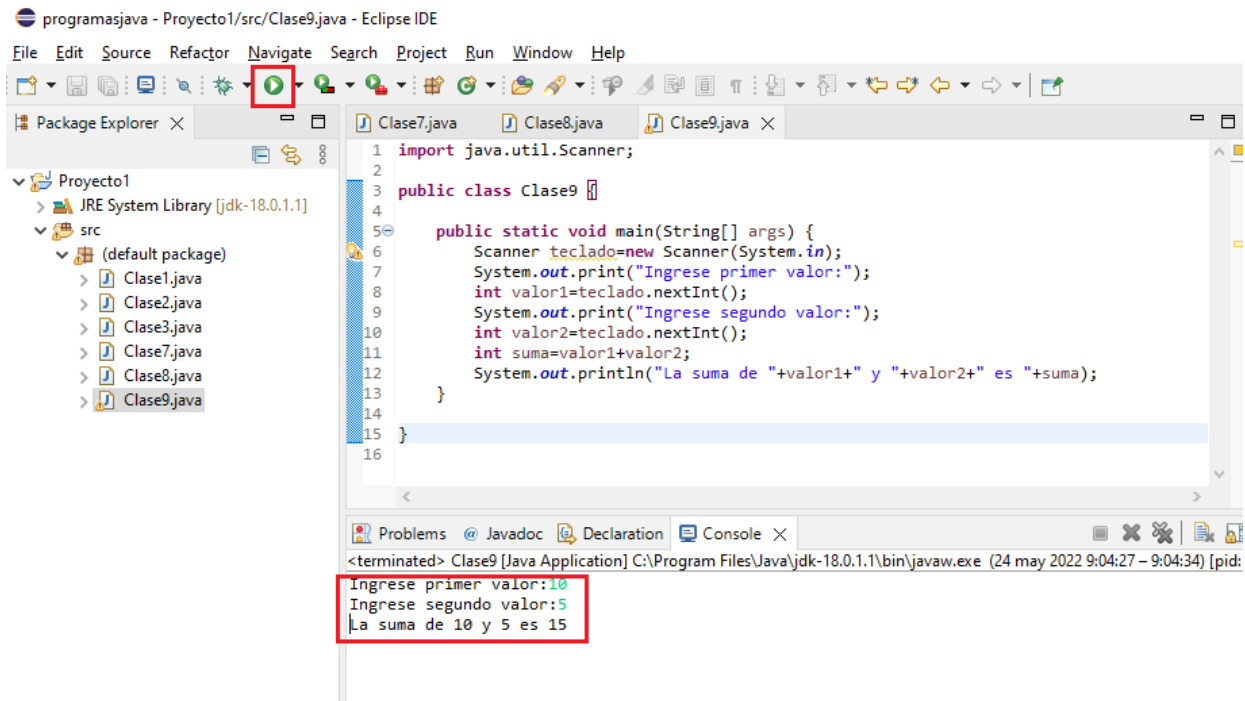 programasjava - Proyecto1/src/Clase9.java - Eclipse IDE
File Edit Source Refactor Navigate Search Project Run Window Help
Package Explorer
Proyecto1
JRE System Library [jdk-18.0.1.1]
src
(default package)
Clase1.java
Clase2.java
Clase3.java
Clase7.java
Clase8.java
Clase9.java
Clase7.java Clase8.java Clase9.java
1 import java.util.Scanner;
2
3 public class Clase9 {
4
5 public static void main(String[] args) {
6 Scanner teclado=new Scanner(System.in);
7 System.out.print("Ingrese primer valor:");
8 int valor1=teclado.nextInt();
9 System.out.print("Ingrese segundo valor:");
10 int valor2=teclado.nextInt();
11 int suma=valor1+valor2;
12 System.out.println("La suma de "+valor1+" y "+valor2+" es "+suma);
13 }
14
15 }
16
Problems @ Javadoc Declaration Console
<terminated> Clase9 [Java Application] C:\Program Files\Java\jdk-18.0.1.1\bin\javaw.exe (24 may 2022 9:04:27 – 9:04:34) [pid:
Ingrese primer valor:10
Ingrese segundo valor:5
La suma de 10 y 5 es 15